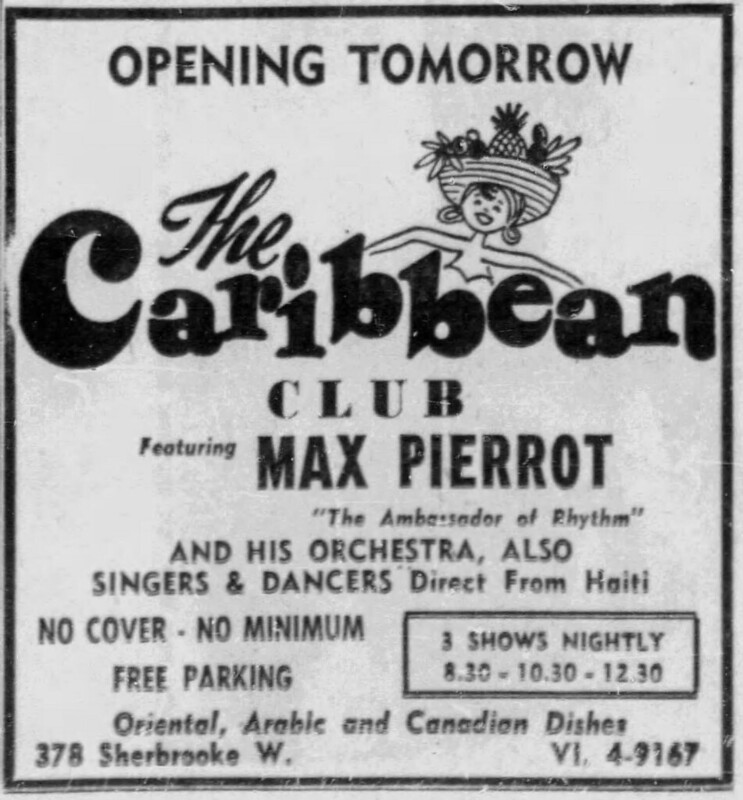 OPENING TOMORROW
The
Caribbean
CLUB
Featuring MAX PIERROT
"The Ambassador of Rhythm"
AND HIS ORCHESTRA, ALSO
SINGERS & DANCERS Direct From Haiti
NO COVER - NO MINIMUM
FREE PARKING
3 SHOWS NIGHTLY
8.30 - 10.30 - 12.30
Oriental, Arabic and Canadian Dishes
378 Sherbrooke W. VI. 4-9167